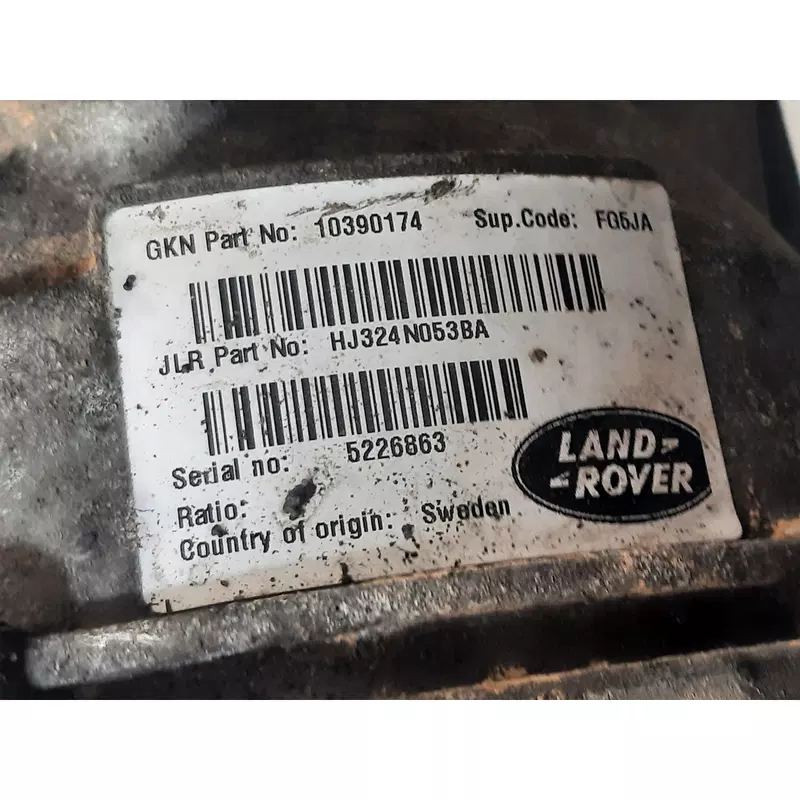 GKN Part No: 10390174 Sup.Code: FQ5JA
JLR Part No: HJ324N053BA
Serial no: 5226863
Ratio:
Country of origin: Sweden
LAND
ROVER